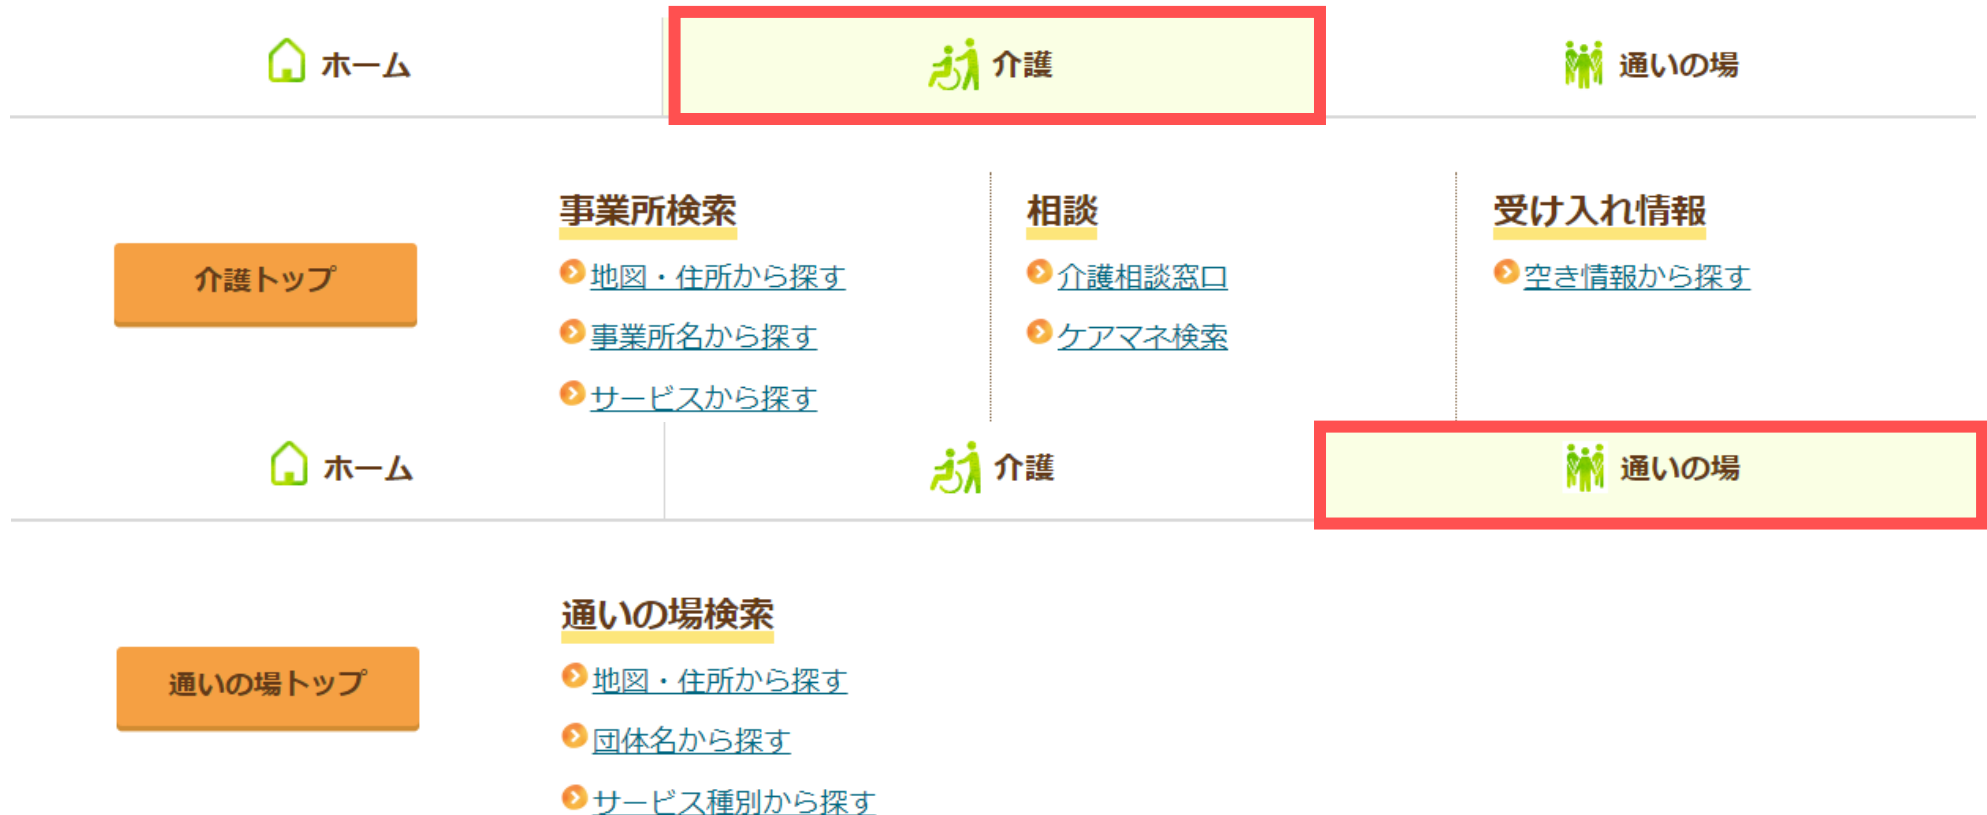 ホーム 介護 通いの場
介護トップ
事業所検索
地図・住所から探す
事業所名から探す
サービスから探す
相談
介護相談窓口
ケアマネ検索
受け入れ情報
空き情報から探す
ホーム 介護 通いの場
通いの場トップ
通いの場検索
地図・住所から探す
団体名から探す
サービス種別から探す